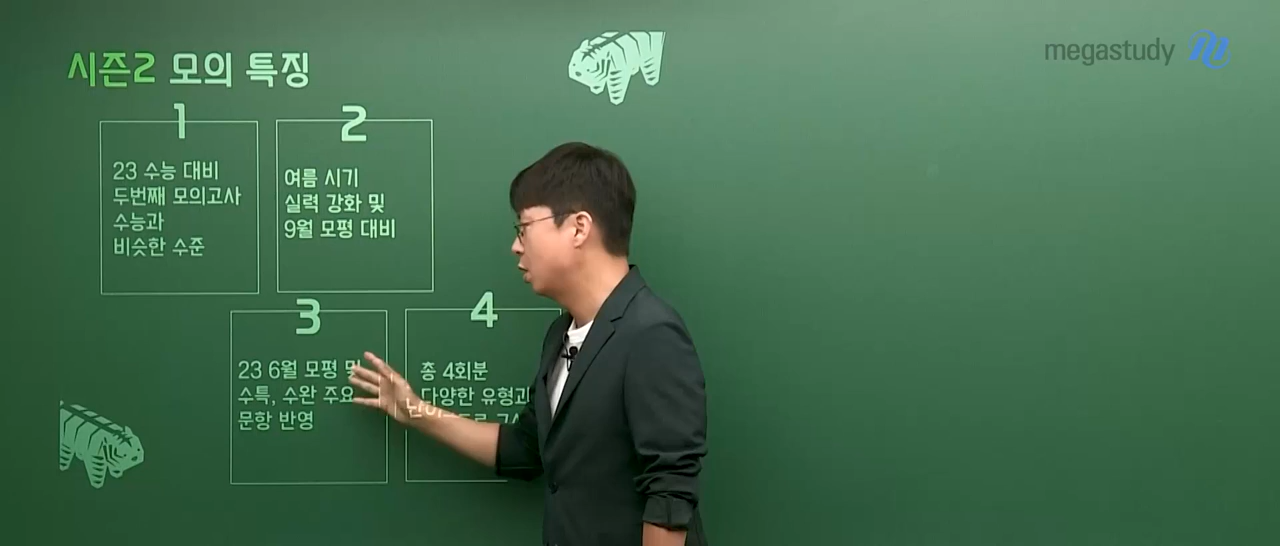 시즌2 모의 특징
megastudy
1
23 수능 대비
두번째 모의고사
수능과
비슷한 수준
2
여름 시기
실력 강화 및
9월 모평 대비
3
23 6월 모평 및
수특, 수완 주요
문항 반영
4
총 4회분
다양한 유형과